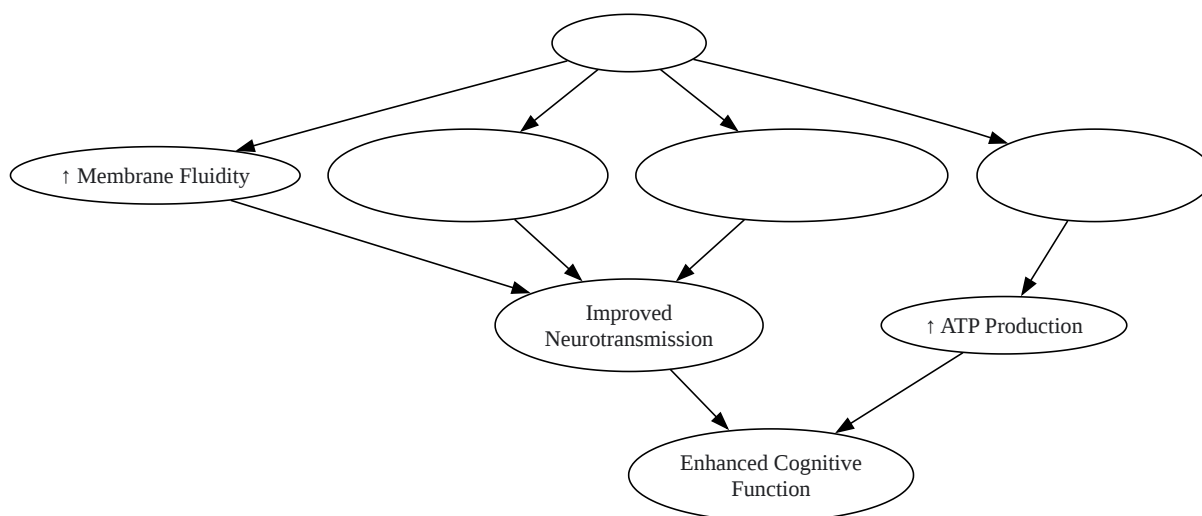 ↑ Membrane Fluidity
Improved
Neurotransmission
↑ ATP Production
Enhanced Cognitive
Function